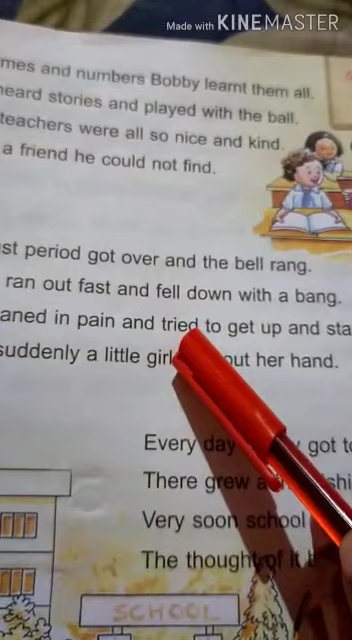 Made with KINEMASTER
mes and numbers Bobby learnt them all.
heard stories and played with the ball.
teachers were all so nice and kind.
a friend he could not find.
st period got over and the bell rang.
ran out fast and fell down with a bang.
aned in pain and tried to get up and sta
suddenly a little girl out her hand.
Every day got to
There grew a shi
Very soon school
The thought of it
SCHOOL